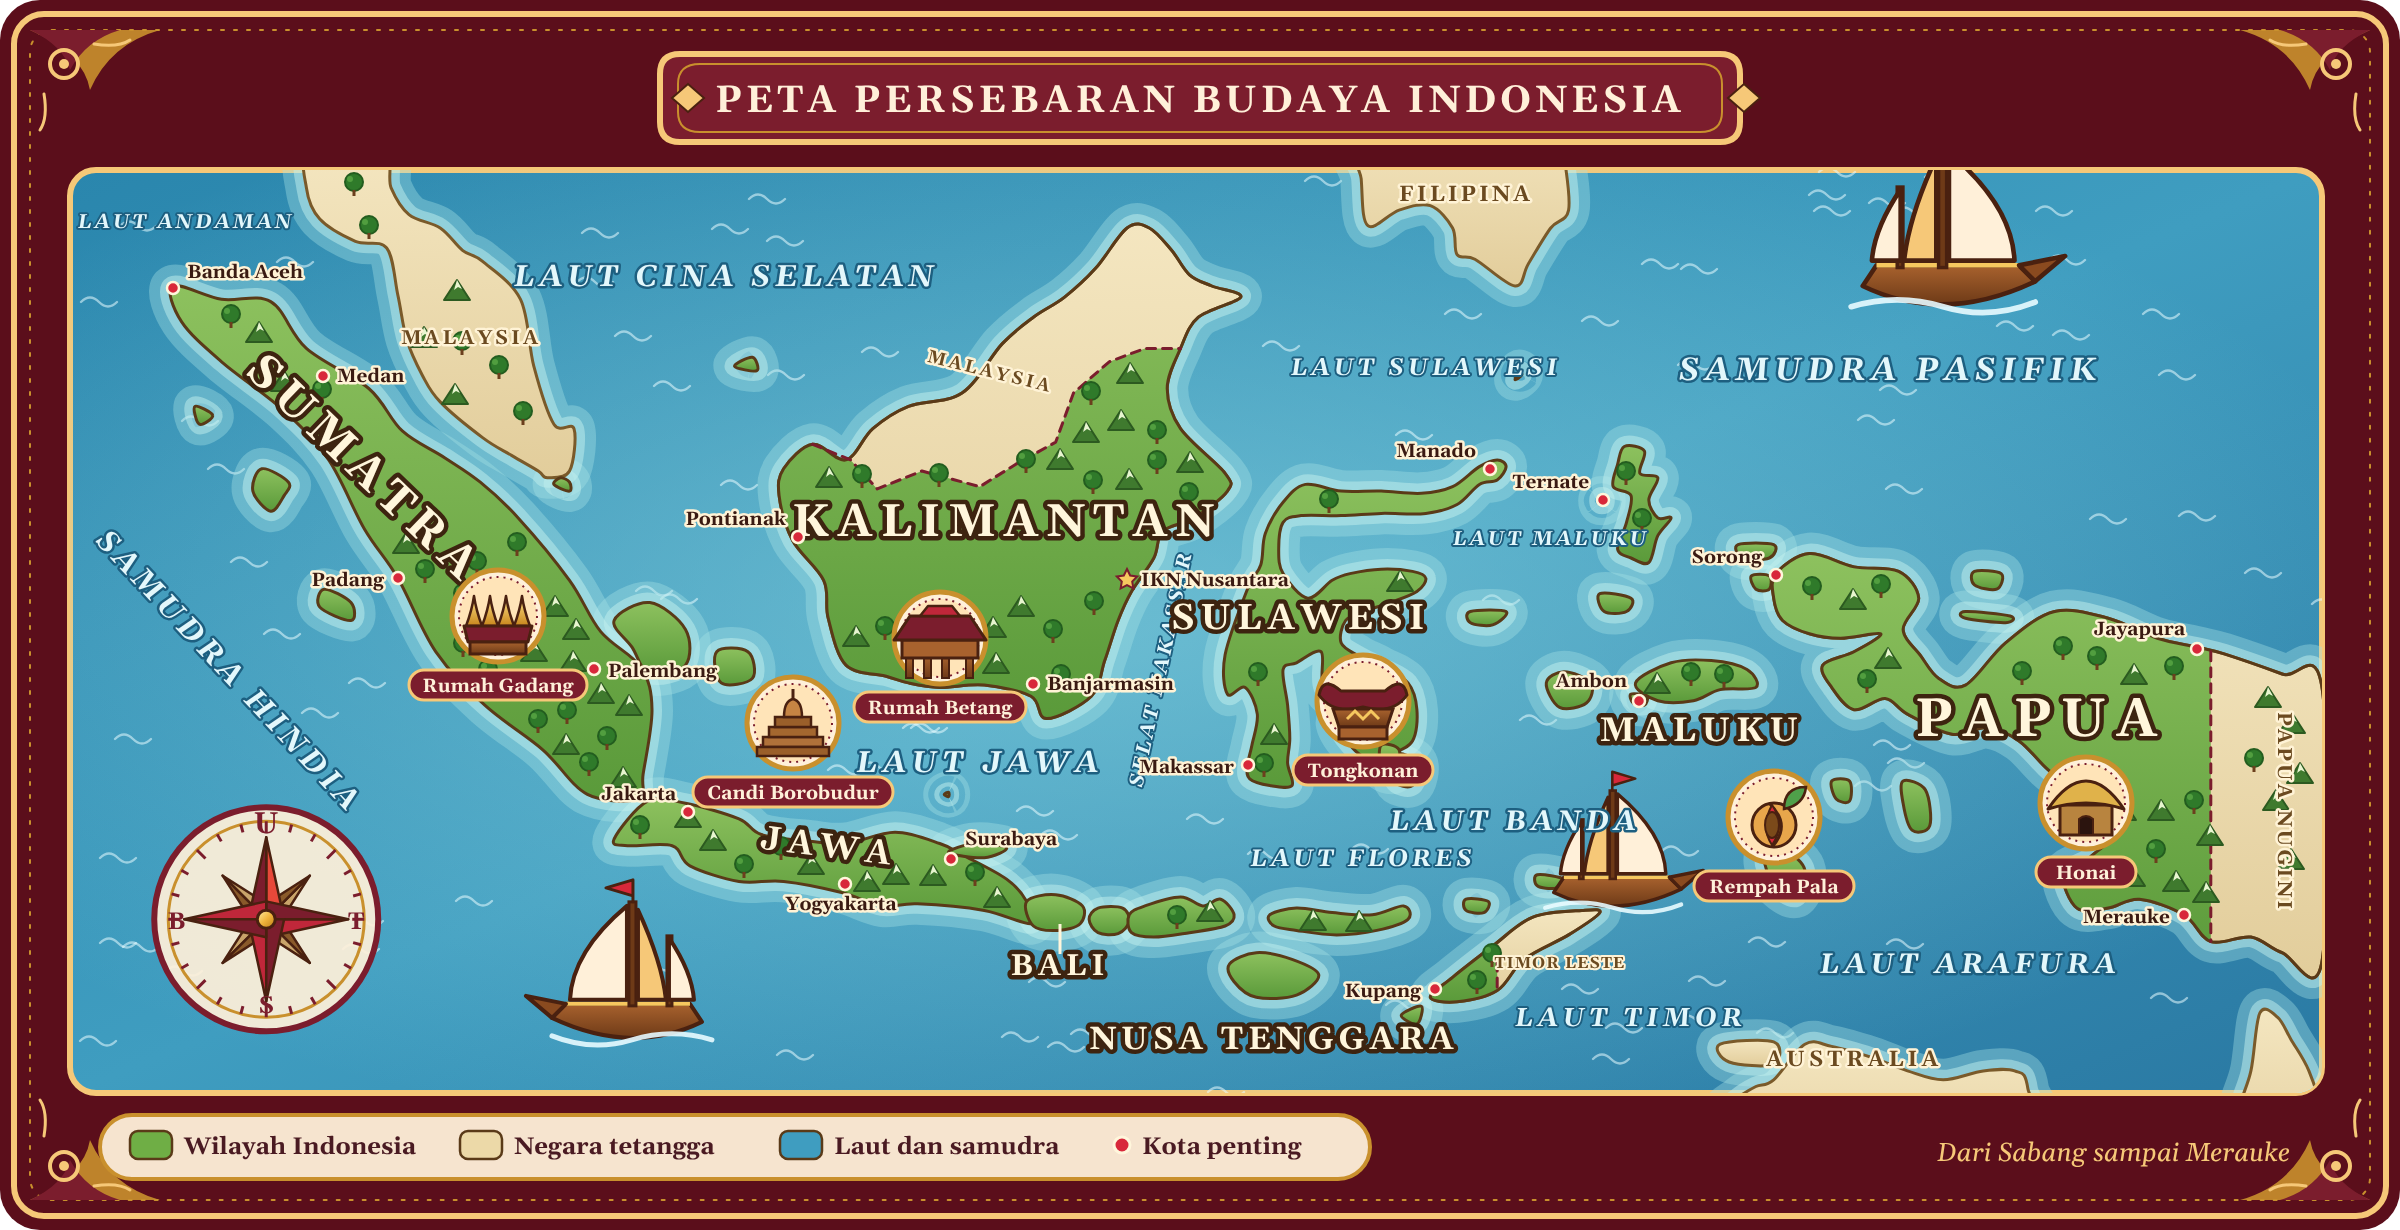 PETA PERSEBARAN BUDAYA INDONESIA
LAUT ANDAMAN
FILIPINA
Banda Aceh
LAUT CINA SELATAN
MALAYSIA
MALAYSIA
LAUT SULAWESI
SAMUDRA PASIFIK
Medan
SUMATRA
Manado
Ternate
Pontianak
KALIMANTAN
LAUT MALUKU
Sorong
Padang
IKN Nusantara
SULAWESI
SELAT MAKASSAR
SAMUDRA HINDIA
Jayapura
Palembang
Rumah Gadang
Banjarmasin
Rumah Betang
Ambon
MALUKU
PAPUA
PAPUA NUGINI
LAUT JAWA
Makassar
Tongkonan
Jakarta
Candi Borobudur
LAUT BANDA
JAWA
Surabaya
LAUT FLORES
Honai
Rempah Pala
Yogyakarta
Merauke
U
B
T
S
BALI
TIMOR LESTE
LAUT ARAFURA
Kupang
LAUT TIMOR
NUSA TENGGARA
AUSTRALIA
Wilayah Indonesia
Negara tetangga
Laut dan samudra
Kota penting
Dari Sabang sampai Merauke